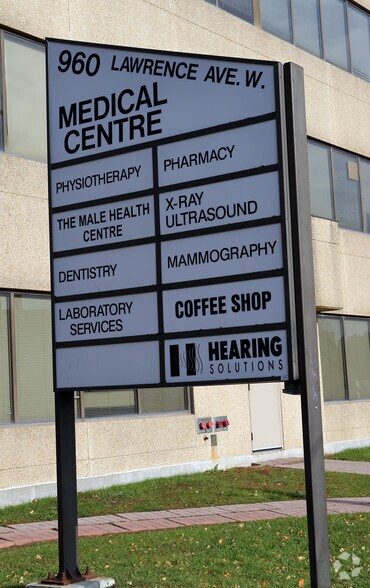 960 LAWRENCE AVE. W.
MEDICAL
CENTRE
PHYSIOTHERAPY
PHARMACY
THE MALE HEALTH
CENTRE
X-RAY
ULTRASOUND
DENTISTRY
MAMMOGRAPHY
LABORATORY
SERVICES
COFFEE SHOP
HEARING
SOLUTIONS